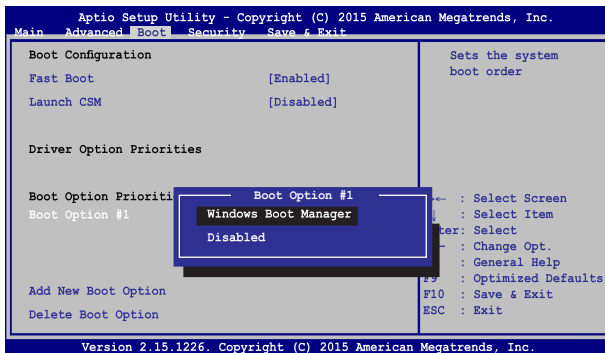 Aptio Setup Utility - Copyright (C) 2015 American Megatrends, Inc.
Main Advanced Boot Security Save & Exit
Boot Configuration
Fast Boot [Enabled]
Launch CSM [Disabled]
Driver Option Priorities
Boot Option Prioriti
Boot Option #1
Boot Option #1
Windows Boot Manager
Disabled
Add New Boot Option
Delete Boot Option
Sets the system
boot order
←: Select Screen
: Select Item
ter: Select
: Change Opt.
: General Help
F9 : Optimized Defaults
F10 : Save & Exit
ESC : Exit
Version 2.15.1226. Copyright (C) 2015 American Megatrends, Inc.